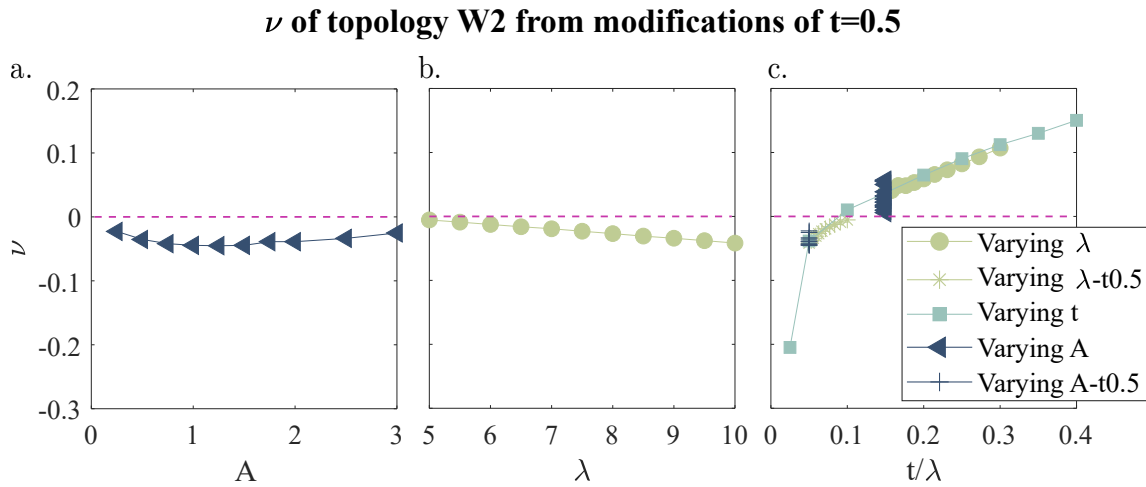 ν of topology W2 from modifications of t=0.5
a.
b.
c.
0.2
0.1
0
-0.1
-0.2
-0.3
ν
0 1 2 3
A
5 6 7 8 9 10
λ
0 0.1 0.2 0.3 0.4
t/λ
Varying λ
Varying λ-t0.5
Varying t
Varying A
Varying A-t0.5